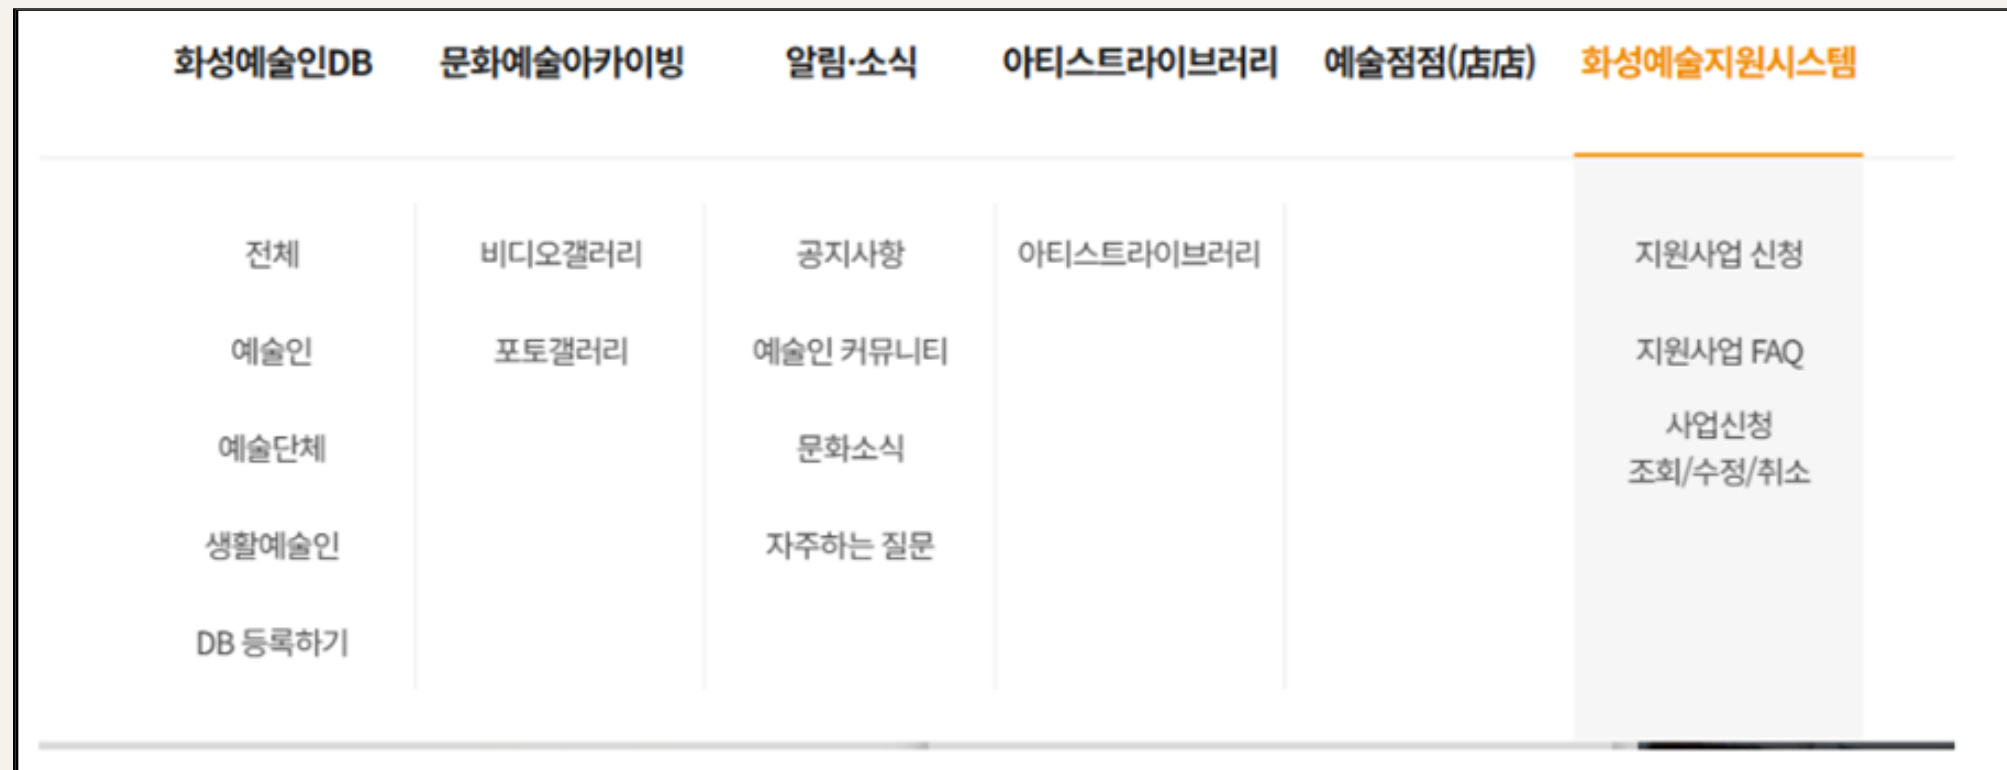 화성예술인DB 문화예술아카이빙 알림·소식 아티스트라이브러리 예술점점(店店) 화성예술지원시스템
전체 비디오갤러리 공지사항 아티스트라이브러리 지원사업 신청
예술인 포토갤러리 예술인 커뮤니티 지원사업 FAQ
예술단체 문화소식 사업신청
조회/수정/취소
생활예술인 자주하는 질문
DB 등록하기